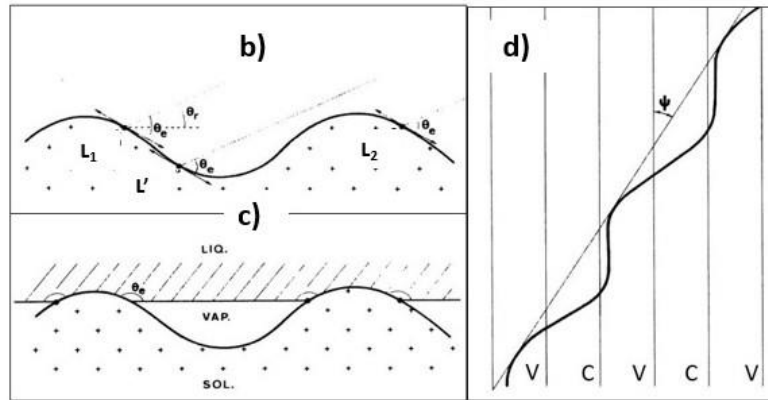 b)
θr
θe
θe
θe
L1
L'
L2
c)
LIQ.
θe
VAP.
SOL.
d)
ψ
V C V C V